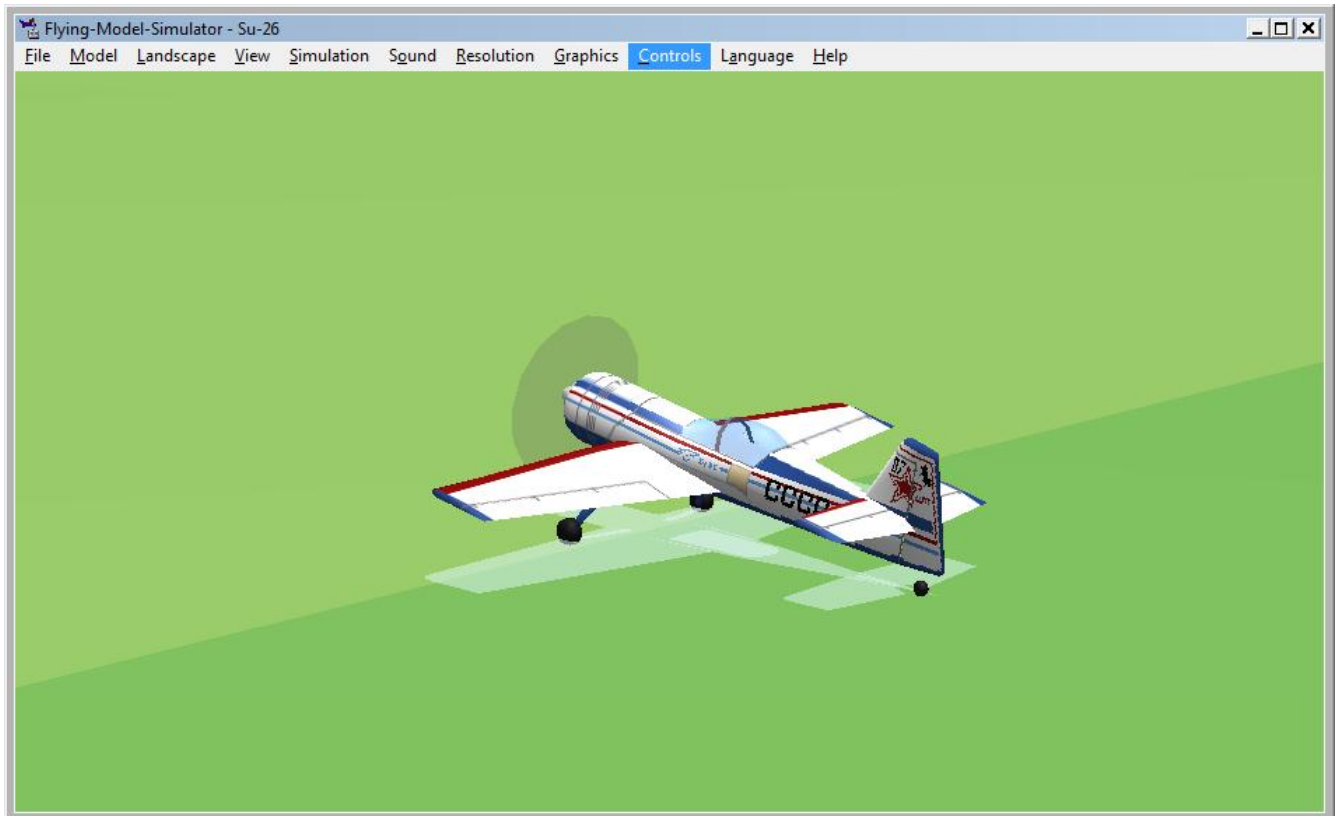 Flying-Model-Simulator - Su-26
File Model Landscape View Simulation Sound Resolution Graphics Controls Language Help
CCCP